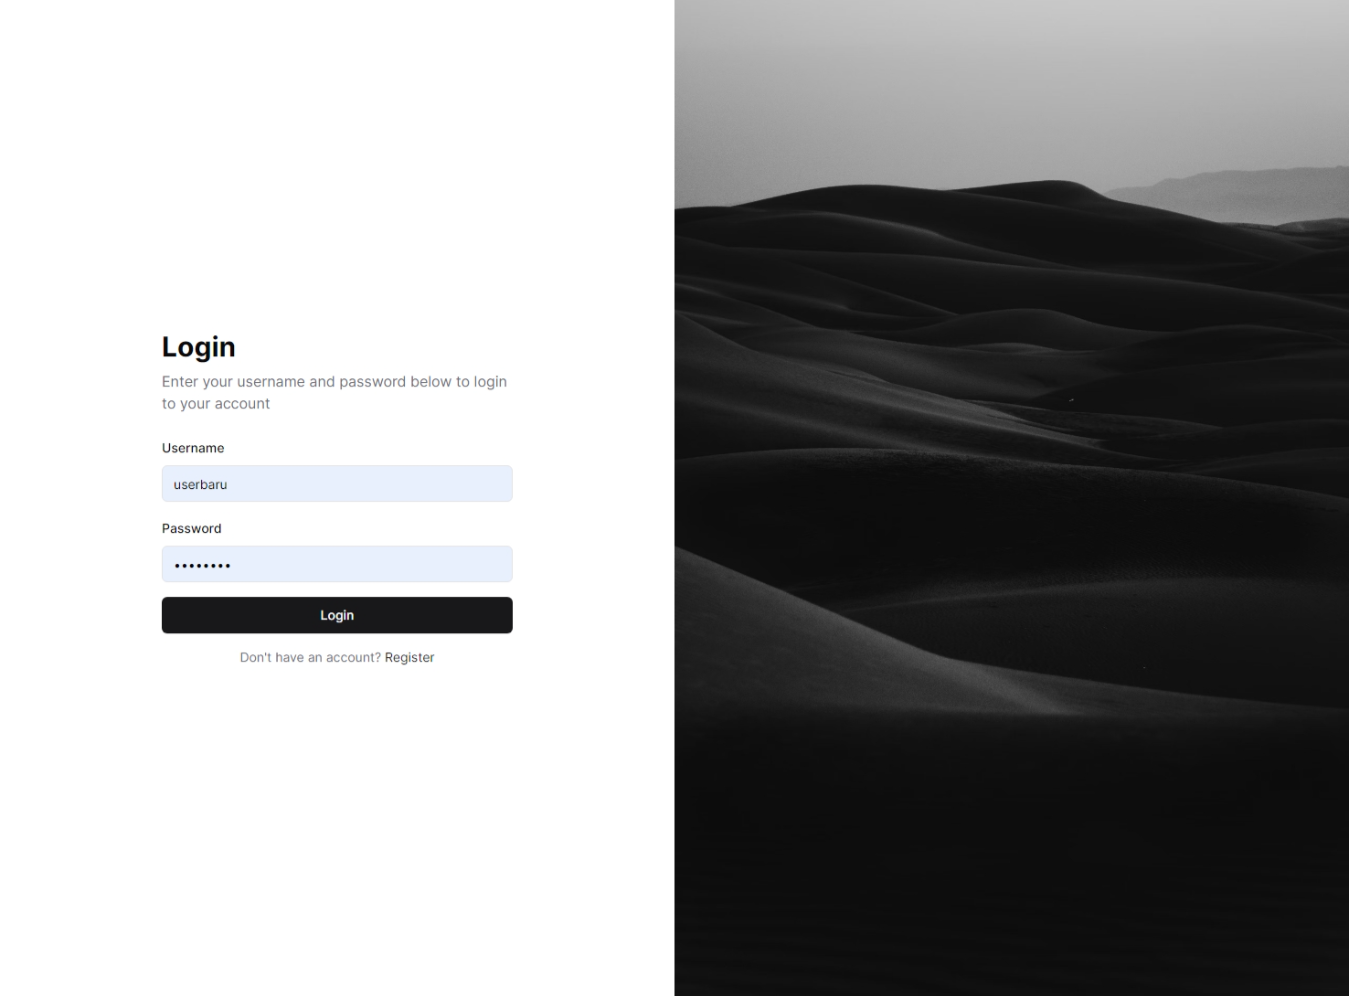 Login
Enter your username and password below to login
to your account
Username
userbaru
Password
••••••••
Login
Don't have an account? Register